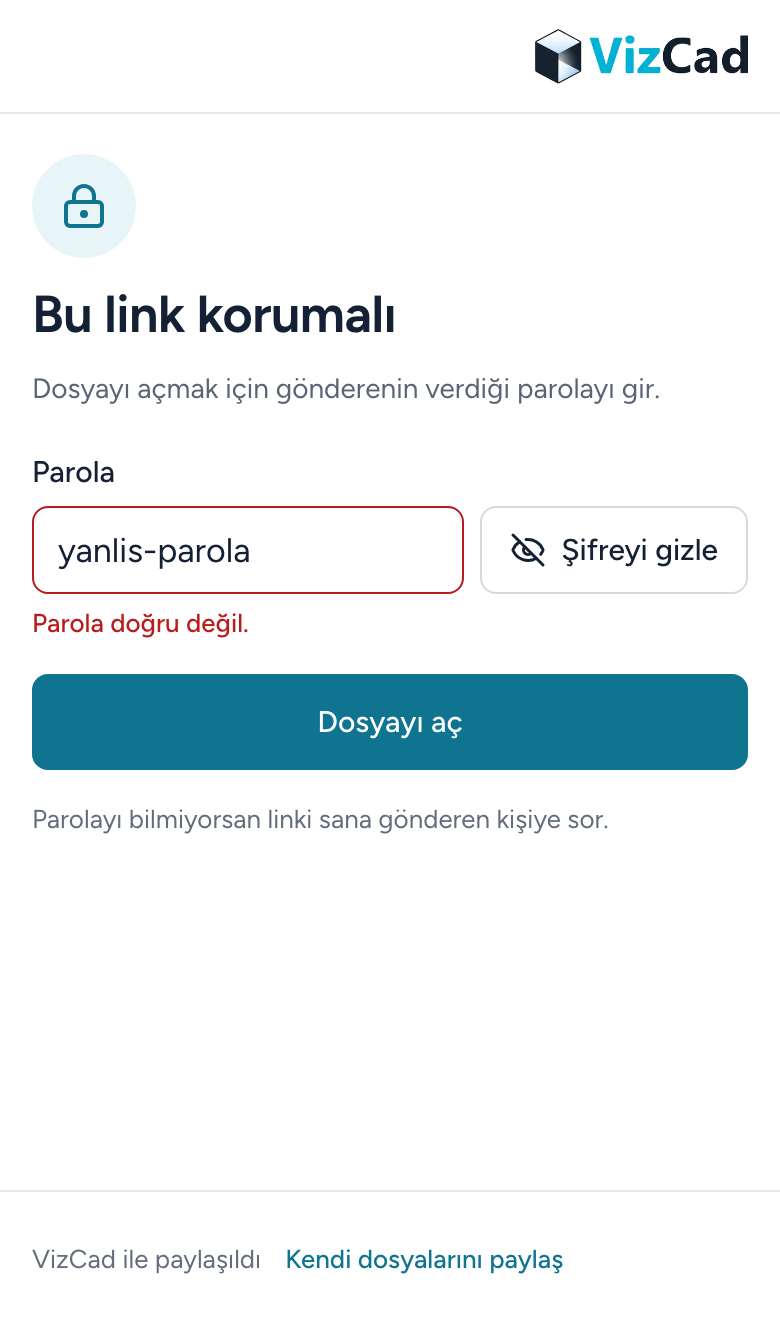 VizCad
Bu link korumalı
Dosyayı açmak için gönderenin verdiği parolayı gir.
Parola
yanlis-parola
Şifreyi gizle
Parola doğru değil.
Dosyayı aç
Parolayı bilmiyorsan linki sana gönderen kişiye sor.
VizCad ile paylaşıldı Kendi dosyalarını paylaş